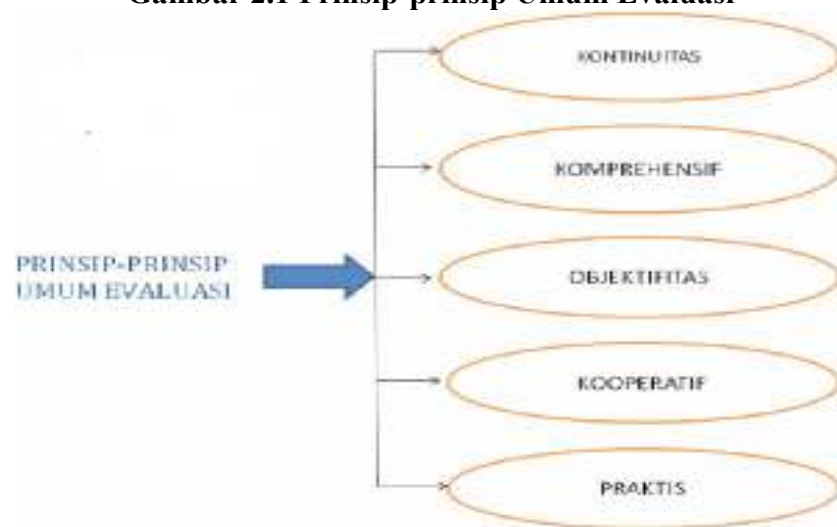 Gambar 2.1 Prinsip-prinsip Umum Evaluasi
KONTINUITAS
KOMPREHENSIF
PRINSIP-PRINSIP
UMUM EVALUASI
OBJEKTIFITAS
KOOPERATIF
PRAKTIS